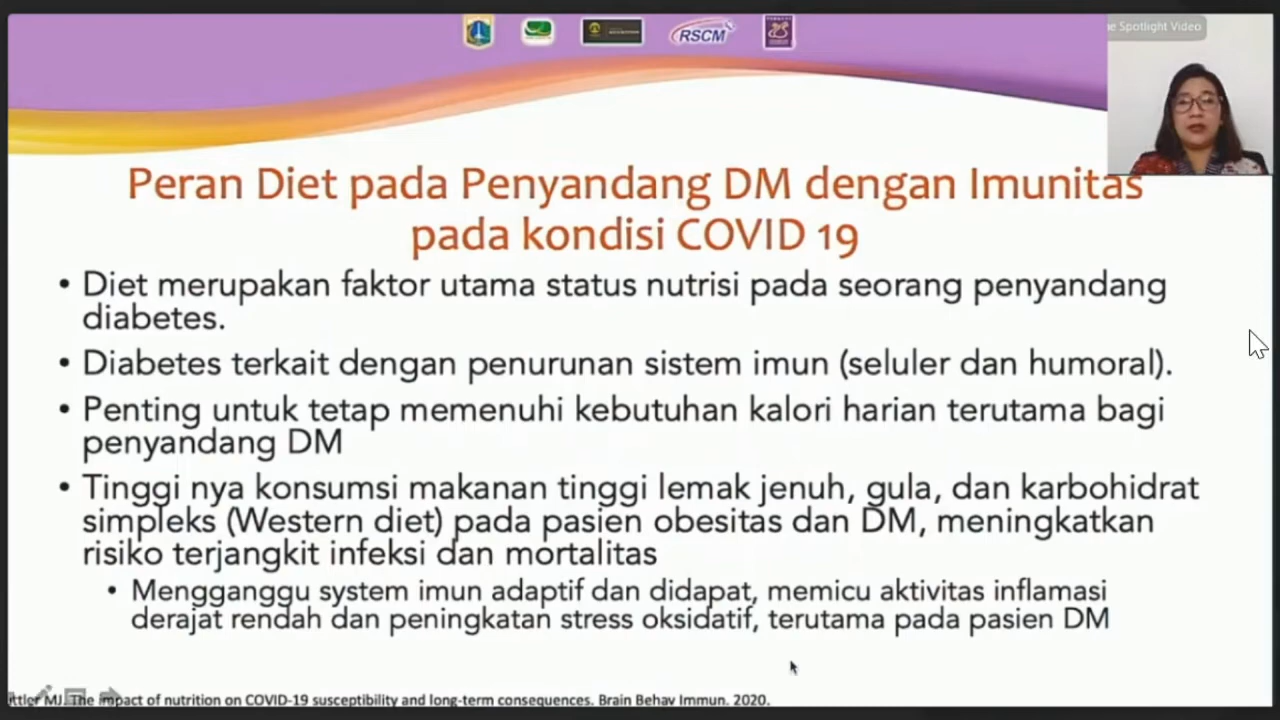 RSCM
e Spotlight Video
Peran Diet pada Penyandang DM dengan Imunitas
pada kondisi COVID 19
• Diet merupakan faktor utama status nutrisi pada seorang penyandang
diabetes.
• Diabetes terkait dengan penurunan sistem imun (seluler dan humoral).
• Penting untuk tetap memenuhi kebutuhan kalori harian terutama bagi
penyandang DM
• Tinggi nya konsumsi makanan tinggi lemak jenuh, gula, dan karbohidrat
simpleks (Western diet) pada pasien obesitas dan DM, meningkatkan
risiko terjangkit infeksi dan mortalitas
• Mengganggu system imun adaptif dan didapat, memicu aktivitas inflamasi
derajat rendah dan peningkatan stress oksidatif, terutama pada pasien DM
ttler MJ. The impact of nutrition on COVID-19 susceptibility and long-term consequences. Brain Behav Immun. 2020.